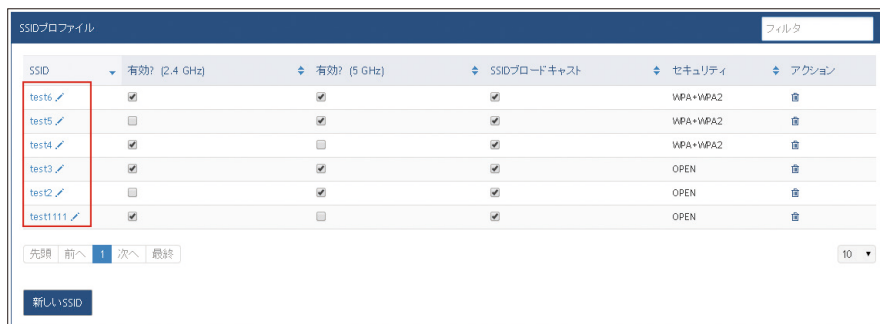 SSIDプロファイル フィルタ
SSID 有効? (2.4 GHz) 有効? (5 GHz) SSIDブロードキャスト セキュリティ アクション
test6 WPA+WPA2
test5 WPA+WPA2
test4 WPA+WPA2
test3 OPEN
test2 OPEN
test1111 OPEN
先頭 前へ 1 次へ 最終 10
新しいSSID